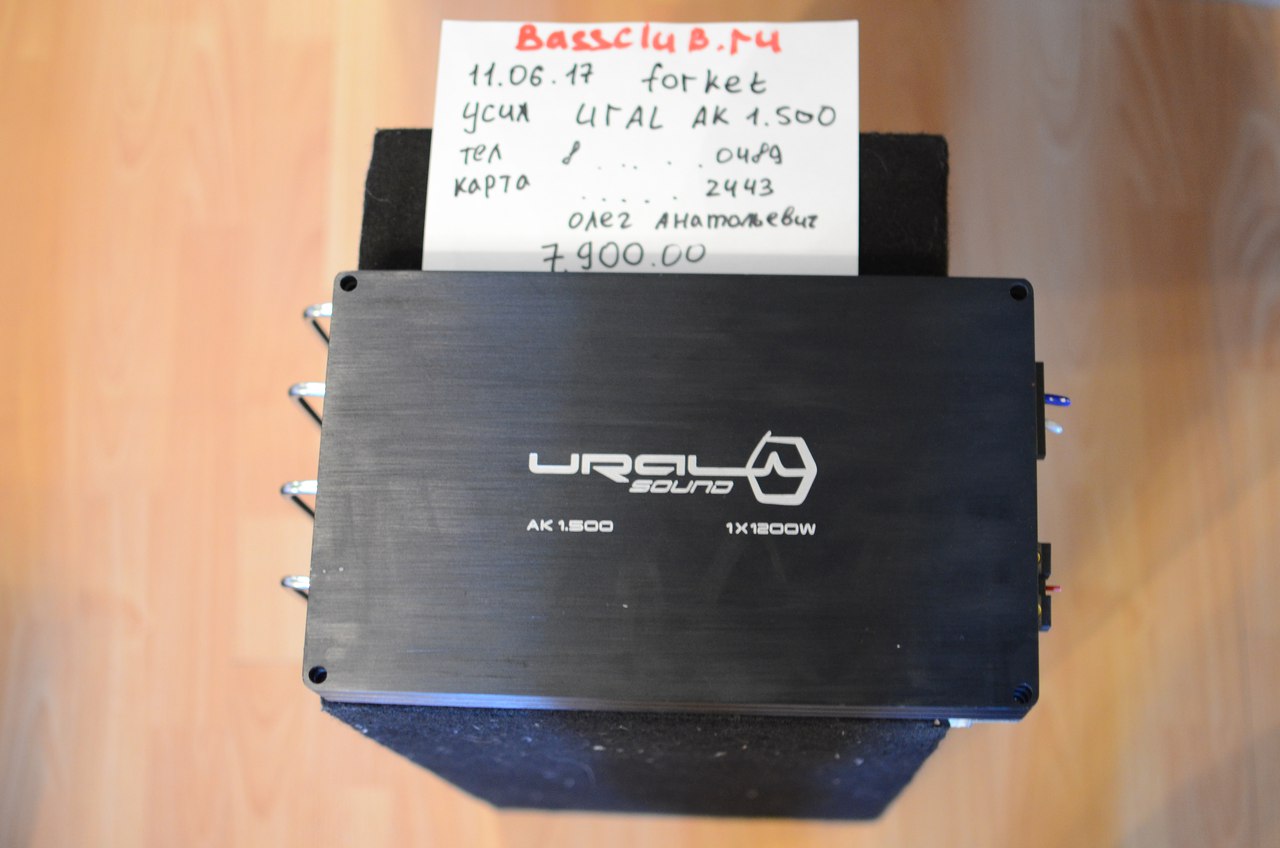 Bassclub.ru
11.06.17 forket
усил URAL AK 1.500
тел 8 . . . . . 0489
карта . . . . . 2443
олег Анатольевич
7.900.00
URAL
SOUND
AK 1.500 1X1200W